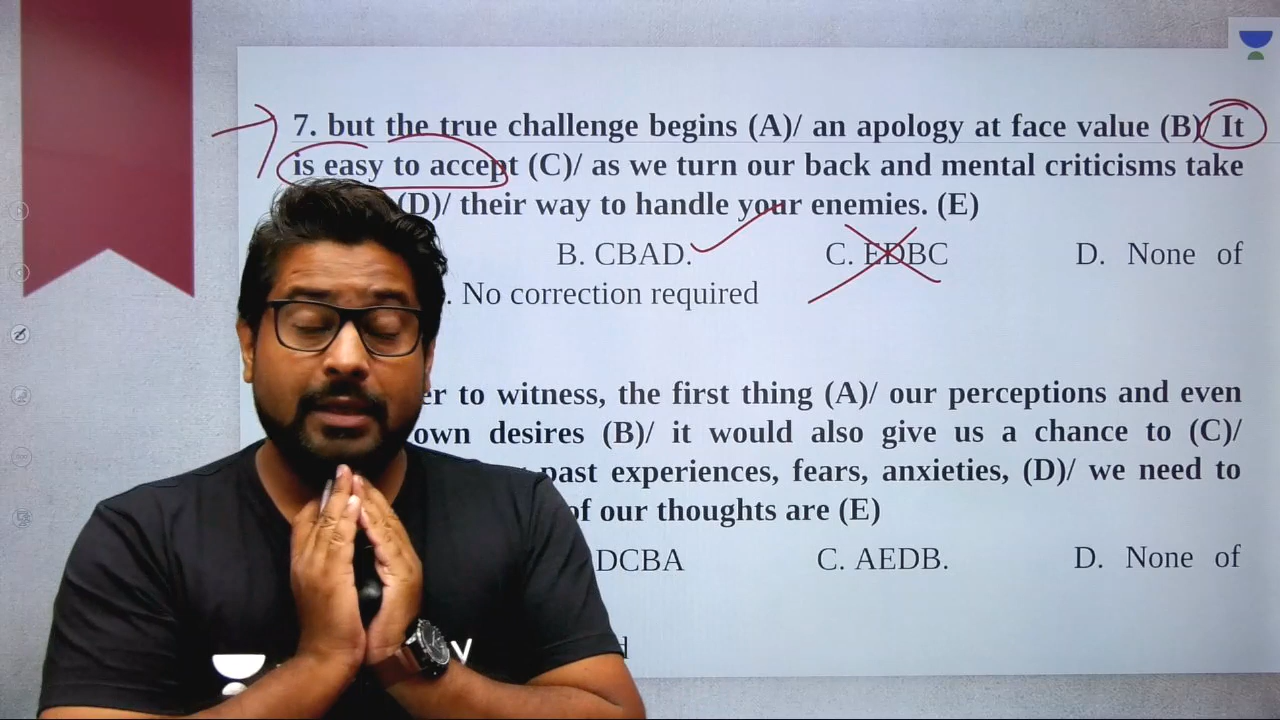 7. but the true challenge begins (A)/ an apology at face value (B)/ It
is easy to accept (C)/ as we turn our back and mental criticisms take
(D)/ their way to handle your enemies. (E)
B. CBAD. C. EDBC D. None of
. No correction required
er to witness, the first thing (A)/ our perceptions and even
own desires (B)/ it would also give us a chance to (C)/
past experiences, fears, anxieties, (D)/ we need to
of our thoughts are (E)
DCBA C. AEDB. D. None of